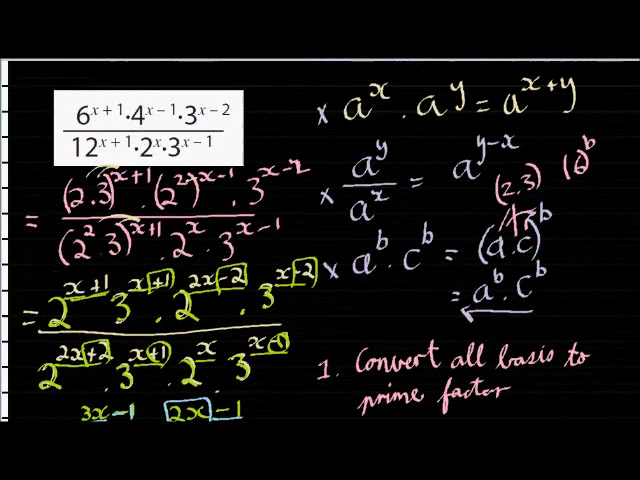 6^{x+1}·4^{x-1}·3^{x-2}
12^{x+1}·2^x·3^{x-1}
= (2·3)^{x+1} · (2^2)^{x-1} · 3^{x-2}
(2^2·3)^{x+1} · 2^x · 3^{x-1}
= 2^{x+1} 3^{x+1} · 2^{2x-2} · 3^{x-2}
2^{2x+2} · 3^{x+1} · 2^x · 3^{x-1}
3x-1 2x-1
× a^x · a^y = a^{x+y}
× a^y / a^x = a^{y-x}
(2·3)
× a^b · c^b = (a·c)^b
= a^b · c^b
1. Convert all basis to
prime factor